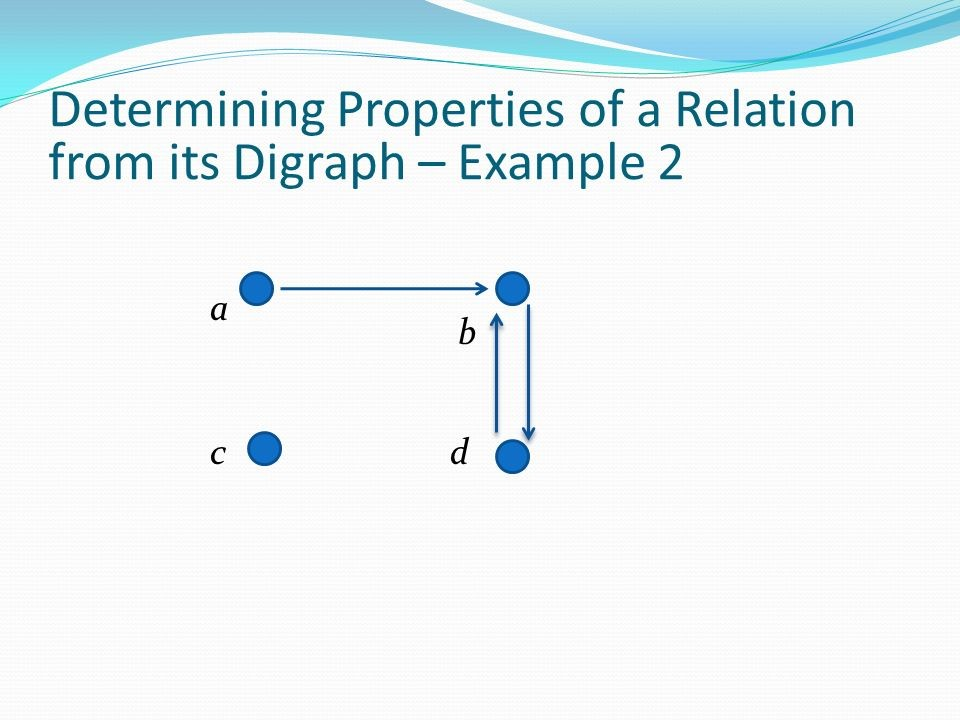 Determining Properties of a Relation
from its Digraph – Example 2
a
b
c
d